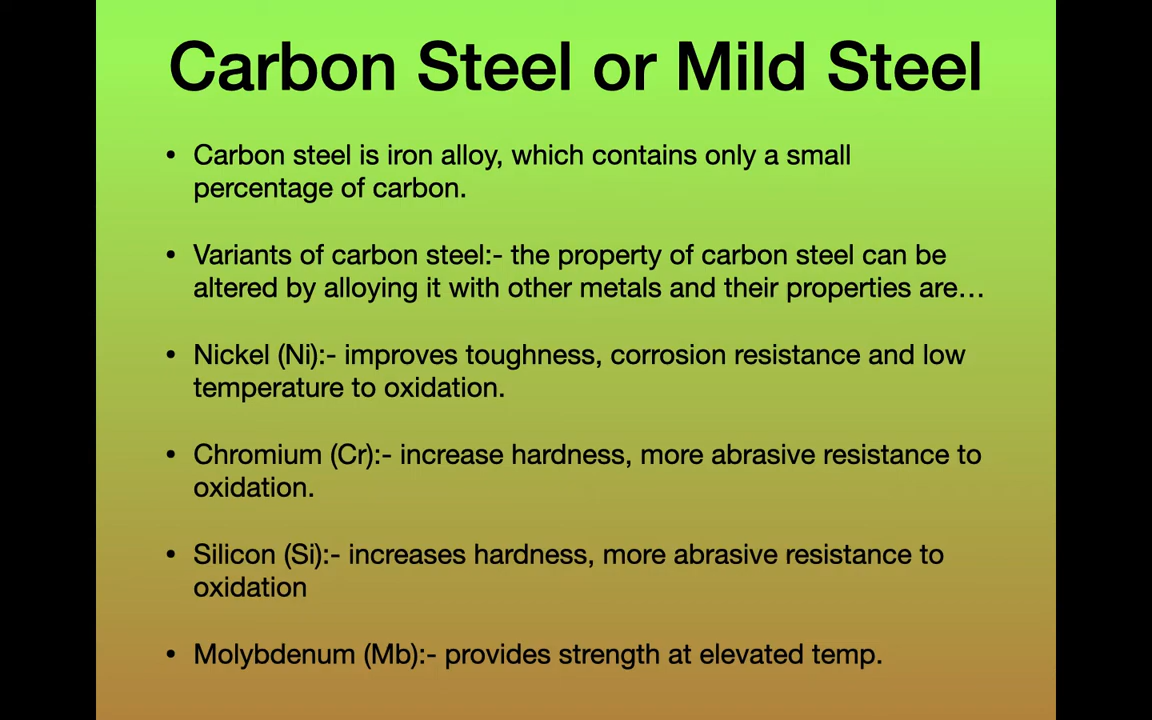 Carbon Steel or Mild Steel
• Carbon steel is iron alloy, which contains only a small
percentage of carbon.
• Variants of carbon steel:- the property of carbon steel can be
altered by alloying it with other metals and their properties are…
• Nickel (Ni):- improves toughness, corrosion resistance and low
temperature to oxidation.
• Chromium (Cr):- increase hardness, more abrasive resistance to
oxidation.
• Silicon (Si):- increases hardness, more abrasive resistance to
oxidation
• Molybdenum (Mb):- provides strength at elevated temp.